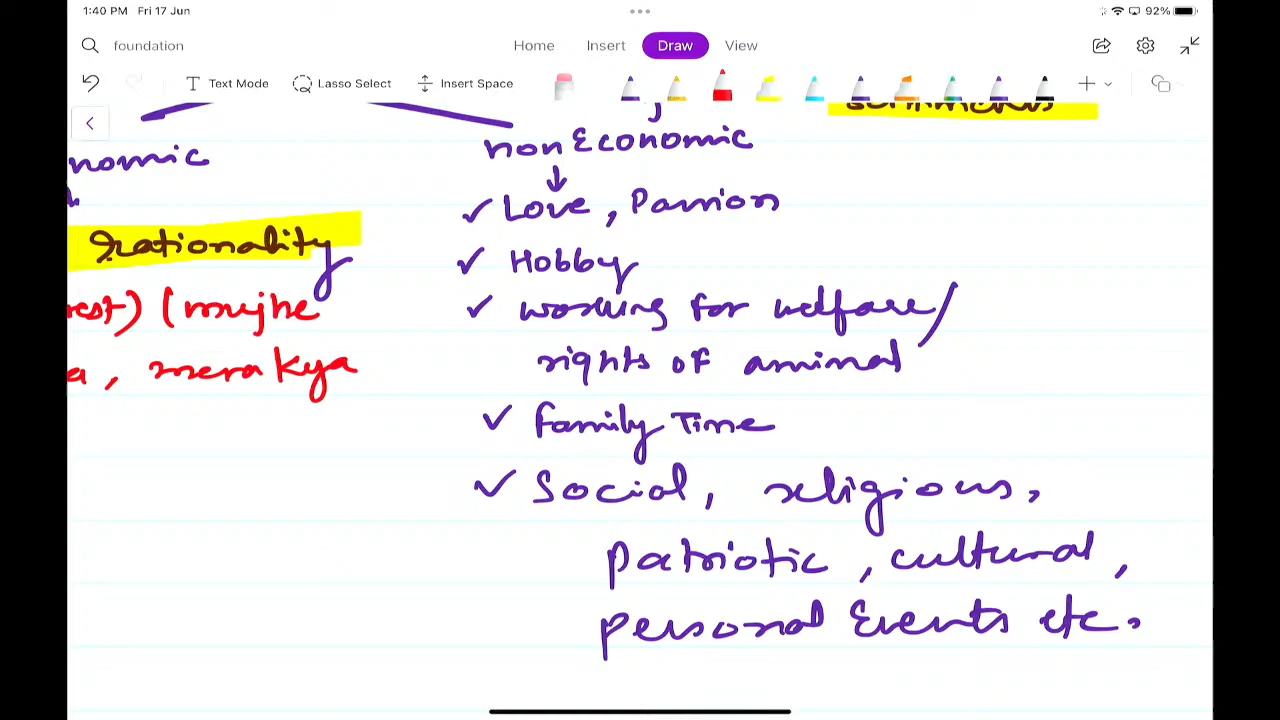 1:40 PM Fri 17 Jun
92%
foundation
Home Insert Draw View
Text Mode Lasso Select Insert Space
sentiments
nomic
non Economic
Love, Passion
rationality
Hobby
rest) (mujhe
working for welfare/
a, mera kya
rights of animal
Family Time
Social, religious,
patriotic, cultural,
personal Events etc.